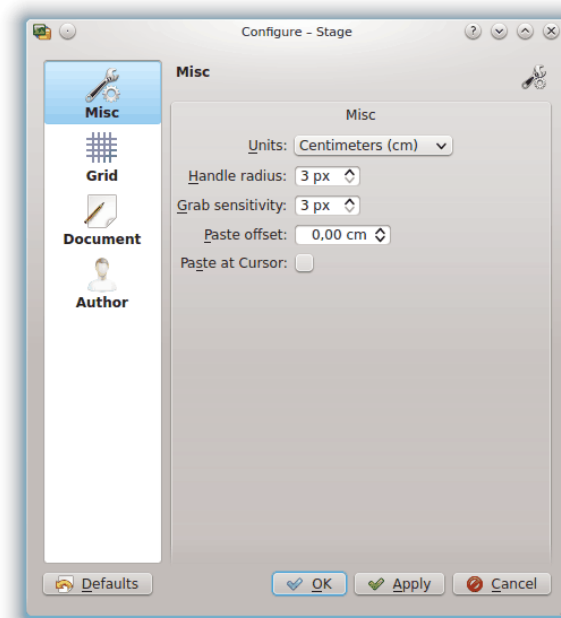 Configure – Stage
Misc
Misc
Misc
Units: Centimeters (cm)
Grid
Handle radius: 3 px
Grab sensitivity: 3 px
Document
Paste offset: 0,00 cm
Paste at Cursor:
Author
Defaults
OK
Apply
Cancel